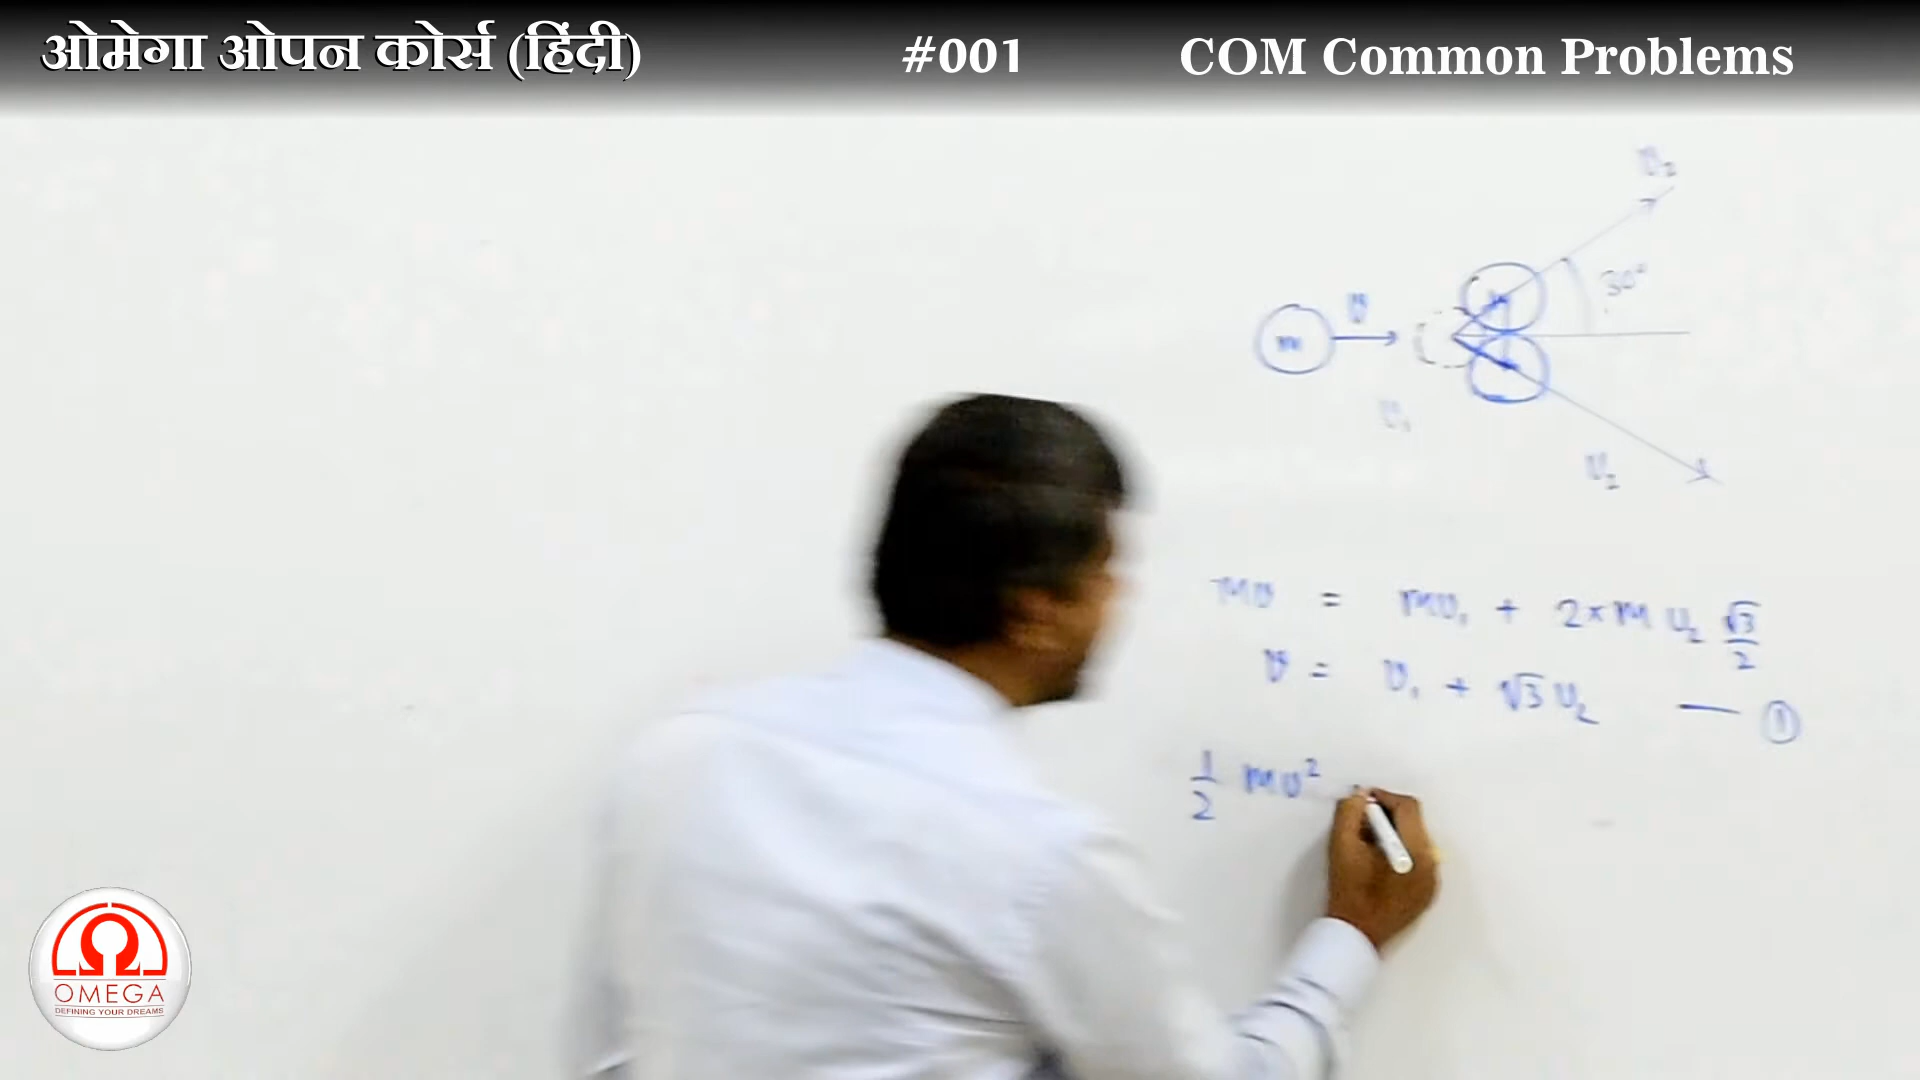 ओमेगा ओपन कोर्स (हिंदी) #001 COM Common Problems
v₂
30°
m v
v₁
v₂
mv = mv₁ + 2×m v₂ √3/2
v = v₁ + √3 v₂ — ①
1/2 mv²
OMEGA
DEFINING YOUR DREAMS